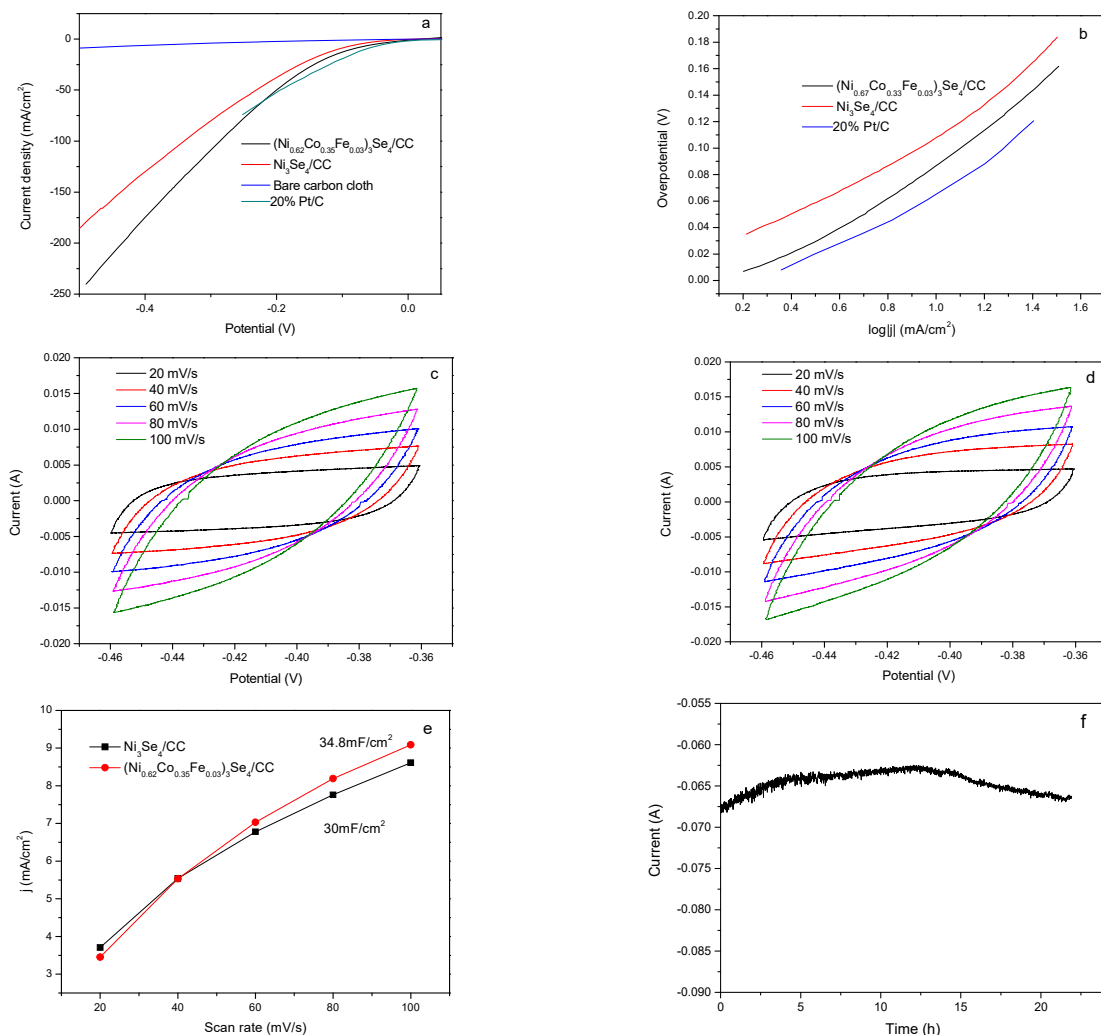 a
0
-50
-100
-150
-200
-250
Current density (mA/cm²)
(Ni₀.₆₂Co₀.₃₅Fe₀.₀₃)₃Se₄/CC
Ni₃Se₄/CC
Bare carbon cloth
20% Pt/C
-0.4 -0.2 0.0
Potential (V)
b
0.20
0.18
0.16
0.14
0.12
0.10
0.08
0.06
0.04
0.02
0.00
Overpotential (V)
(Ni₀.₆₇Co₀.₃₃Fe₀.₀₃)₃Se₄/CC
Ni₃Se₄/CC
20% Pt/C
0.2 0.4 0.6 0.8 1.0 1.2 1.4 1.6
log|j| (mA/cm²)
c
0.020
0.015
0.010
0.005
0.000
-0.005
-0.010
-0.015
-0.020
Current (A)
20 mV/s
40 mV/s
60 mV/s
80 mV/s
100 mV/s
-0.46 -0.44 -0.42 -0.40 -0.38 -0.36
Potential (V)
d
0.020
0.015
0.010
0.005
0.000
-0.005
-0.010
-0.015
-0.020
Current (A)
20 mV/s
40 mV/s
60 mV/s
80 mV/s
100 mV/s
-0.46 -0.44 -0.42 -0.40 -0.38 -0.36
Potential (V)
e
10
9
8
7
6
5
4
3
j (mA/cm²)
Ni₃Se₄/CC
(Ni₀.₆₂Co₀.₃₅Fe₀.₀₃)₃Se₄/CC
34.8mF/cm²
30mF/cm²
20 40 60 80 100
Scan rate (mV/s)
f
-0.055
-0.060
-0.065
-0.070
-0.075
-0.080
-0.085
-0.090
Current (A)
0 5 10 15 20
Time (h)